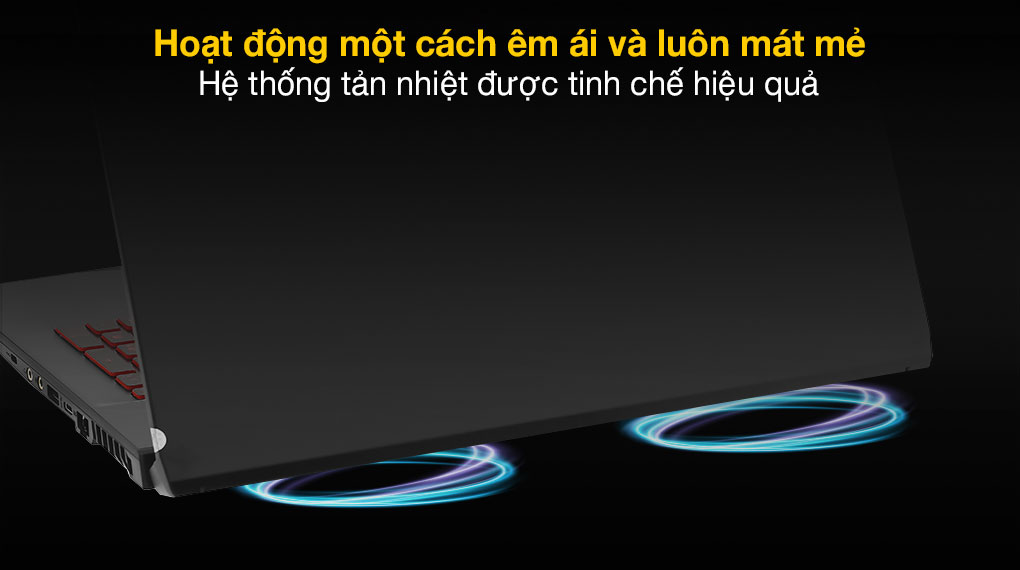 Hoạt động một cách êm ái và luôn mát mẻ
Hệ thống tản nhiệt được tinh chế hiệu quả